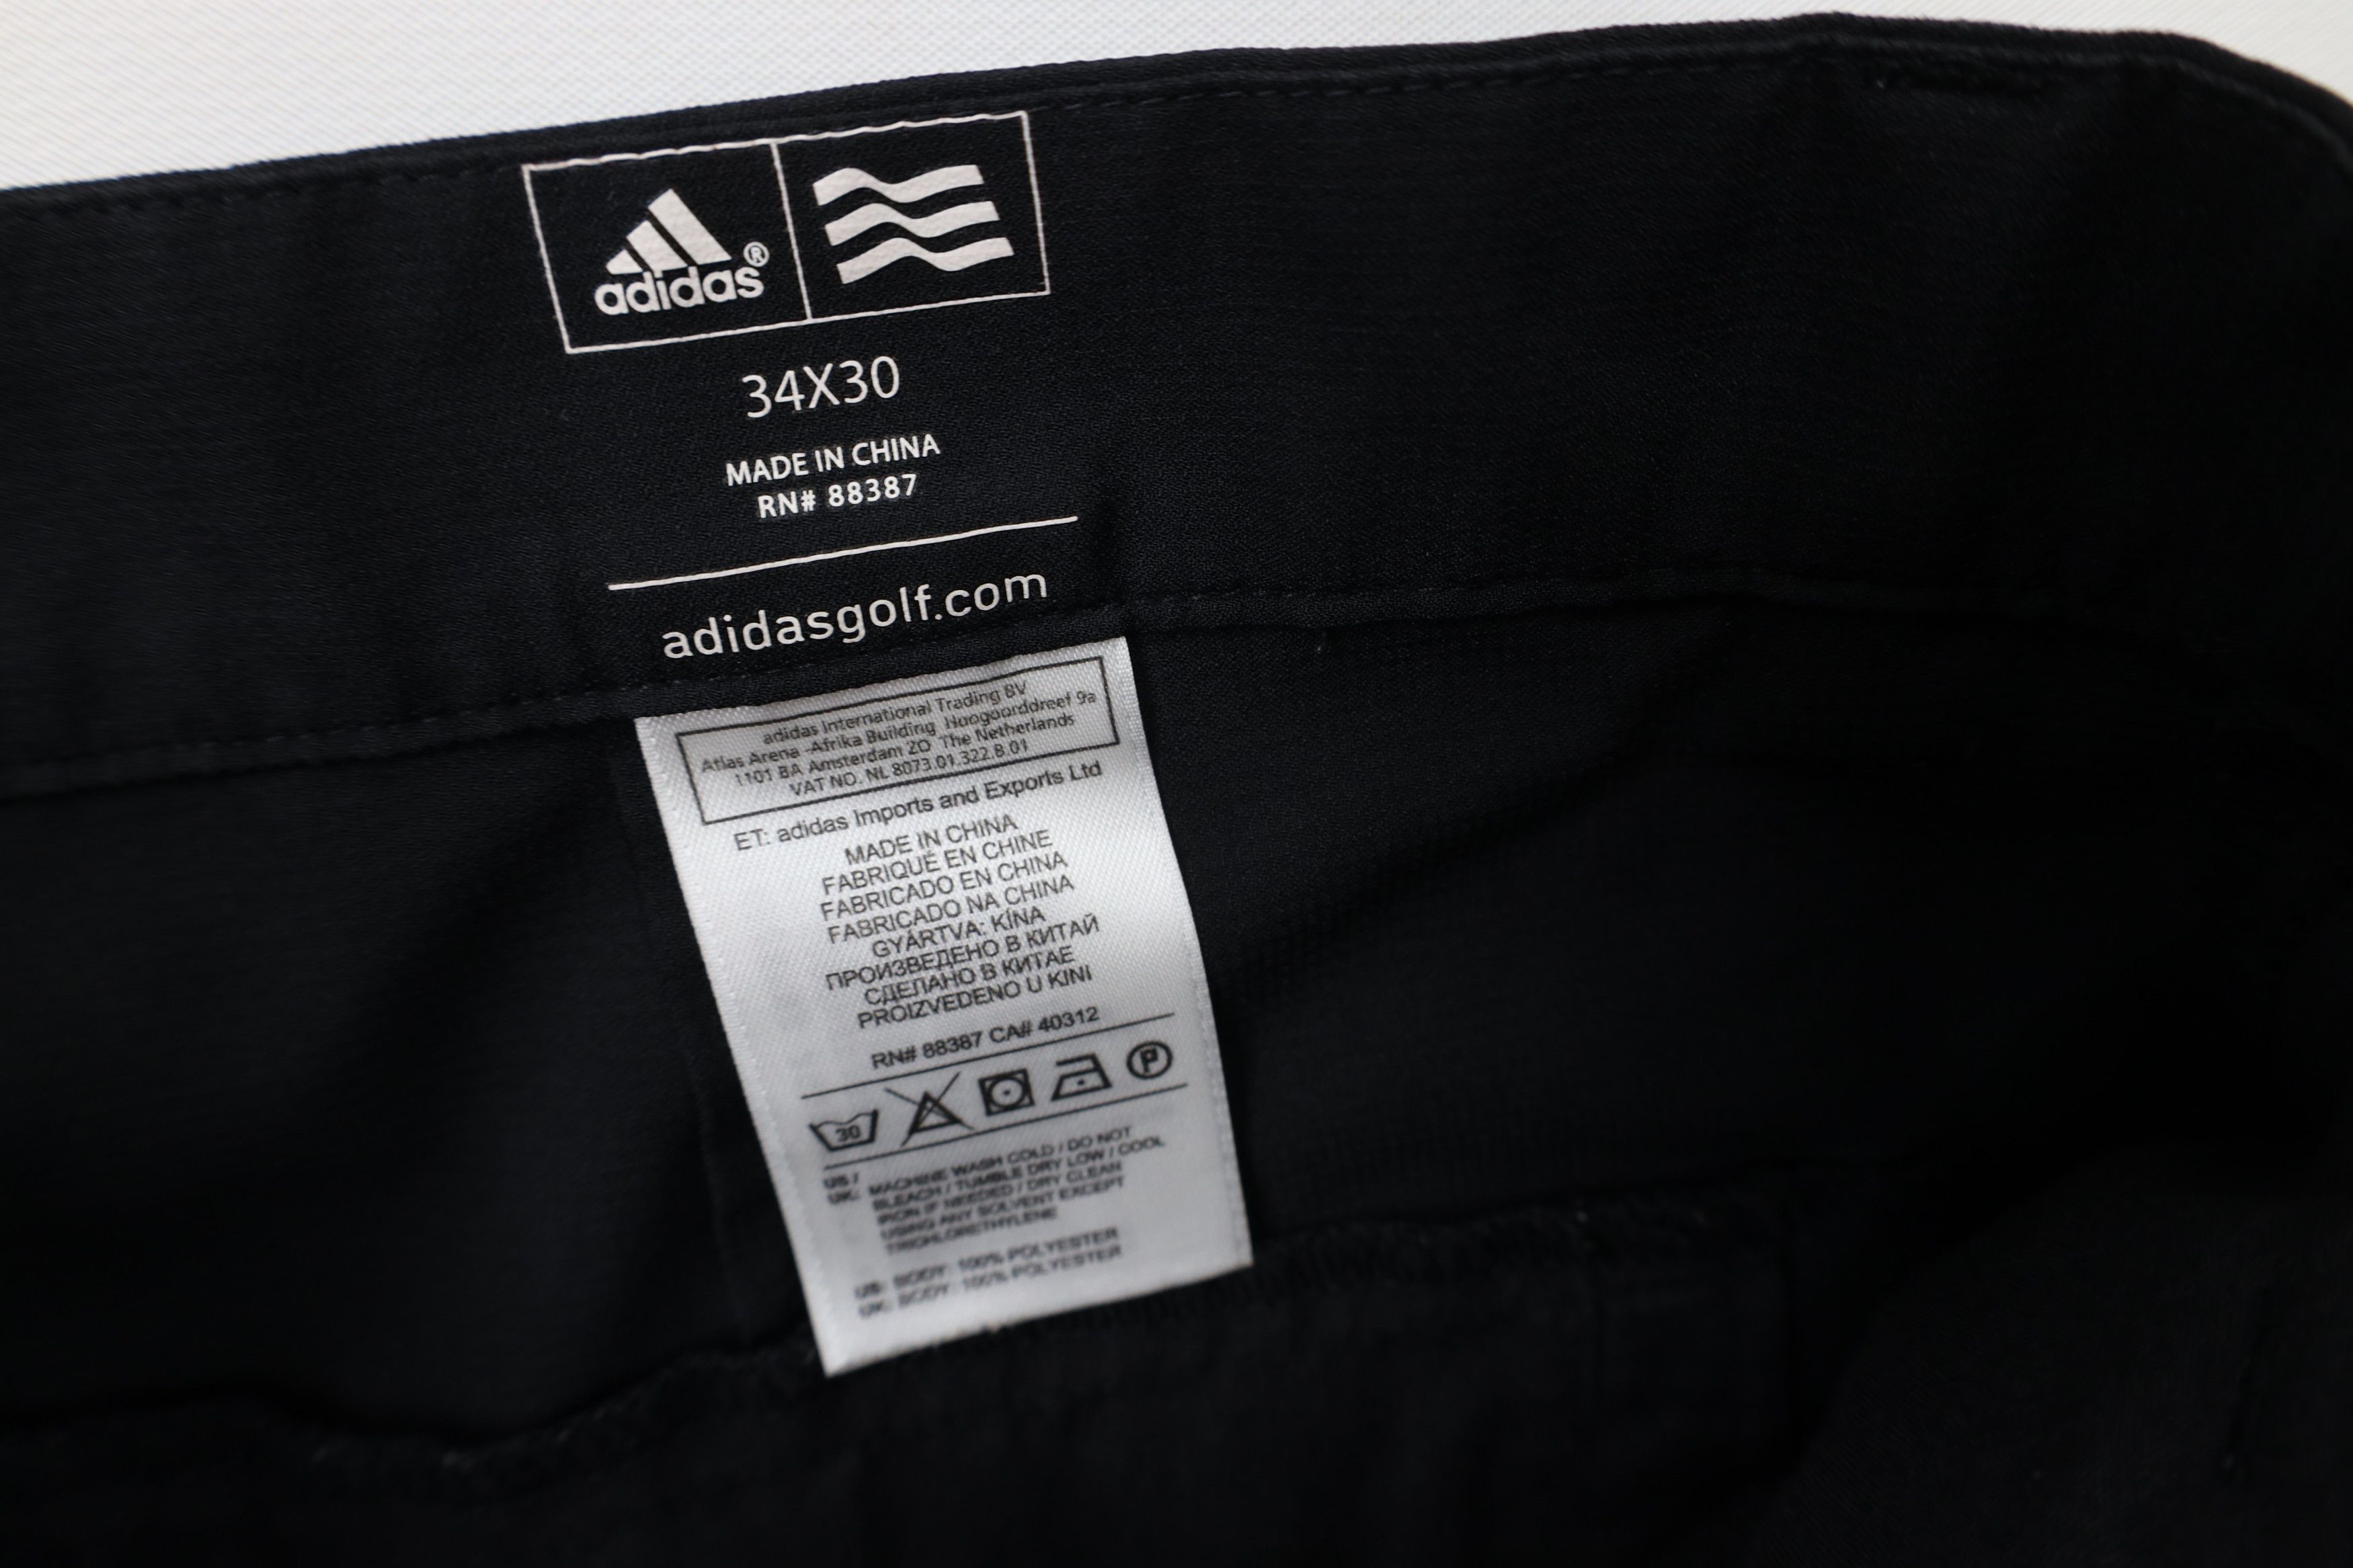 adidas®
34X30
MADE IN CHINA
RN# 88387
adidasgolf.com
adidas International Trading BV
Atlas Arena -Afrika Building Hoogoorddreef 9a
1101 BA Amsterdam ZO The Netherlands
VAT NO. NL 8073.01.322.B.01
ET: adidas Imports and Exports Ltd
MADE IN CHINA
FABRIQUÉ EN CHINE
FABRICADO EN CHINA
FABRICADO NA CHINA
GYÁRTVA: KÍNA
ПРОИЗВЕДЕНО В КИТАЙ
СДЕЛАНО В КИТАЕ
PROIZVEDENO U KINI
RN# 88387 CA# 40312
30 P
US /
UK: MACHINE WASH COLD / DO NOT
BLEACH / TUMBLE DRY LOW / COOL
IRON IF NEEDED / DRY CLEAN
USING ANY SOLVENT EXCEPT
TRICHLORETHYLENE
US: BODY: 100% POLYESTER
UK: BODY: 100% POLYESTER